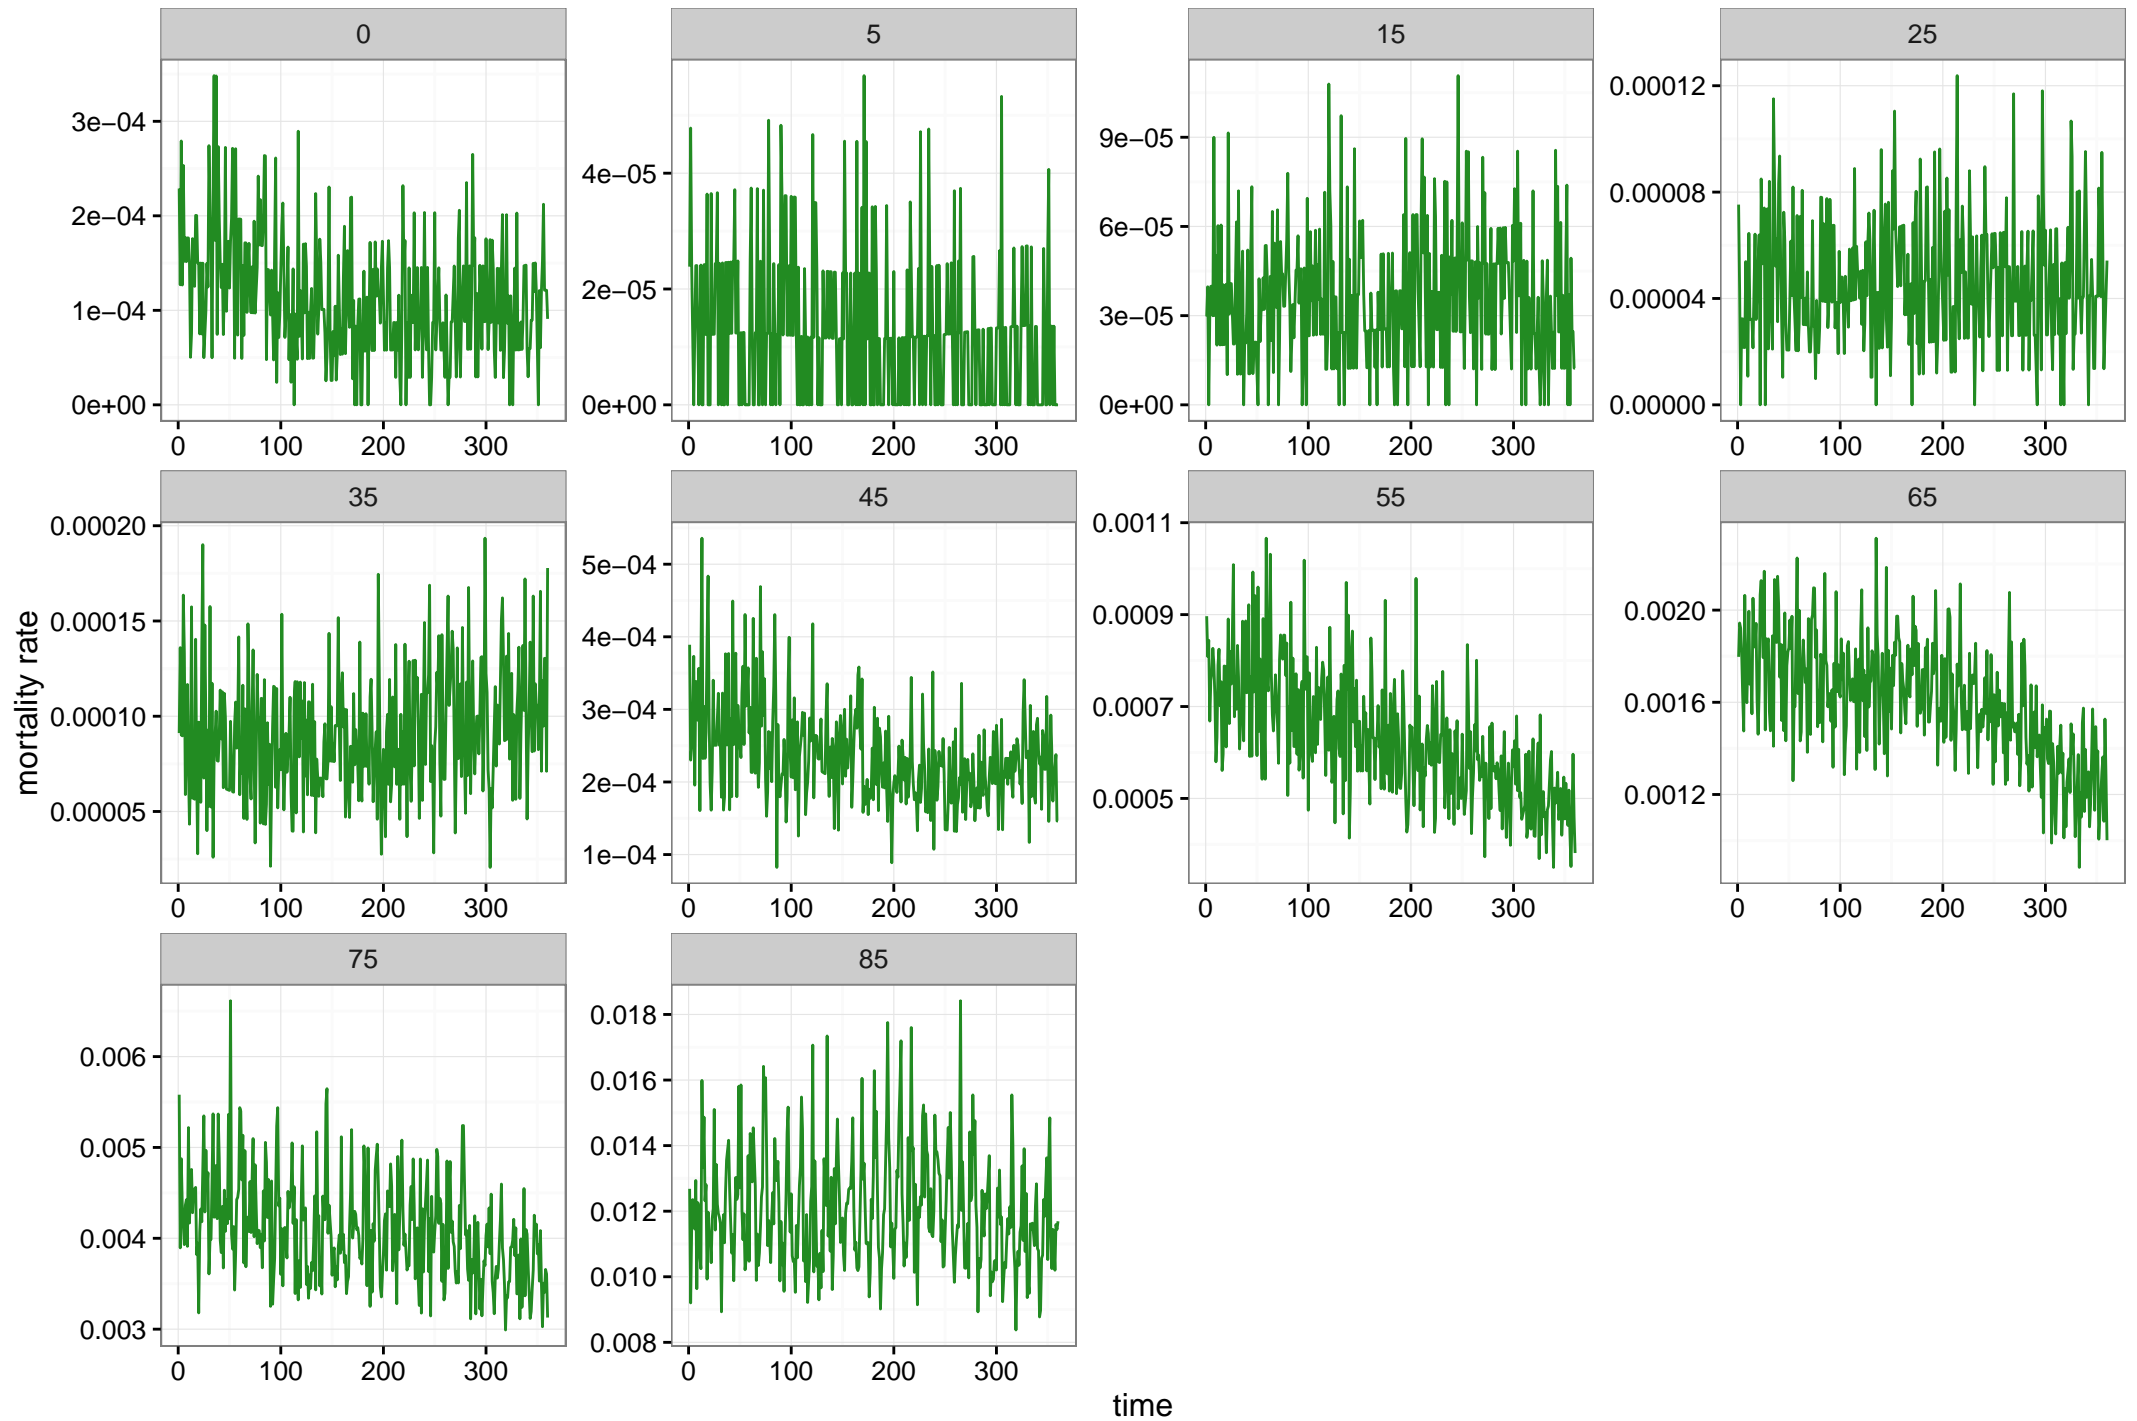 0 5 15 25
3e−04 4e−05 9e−05 0.00012
2e−04 2e−05 6e−05 0.00008
1e−04 0e+00 3e−05 0.00004
0e+00 0e+00 0.00000
0 100 200 300 0 100 200 300 0 100 200 300 0 100 200 300
35 45 55 65
0.00020 5e−04 0.0011 0.0020
0.00015 4e−04 0.0009 0.0016
0.00010 3e−04 0.0007 0.0012
0.00005 2e−04 0.0005
1e−04
0 100 200 300 0 100 200 300 0 100 200 300 0 100 200 300
75 85
0.006 0.018
0.005 0.016
0.004 0.014
0.003 0.012
0.010
0.008
0 100 200 300 0 100 200 300
mortality rate
time